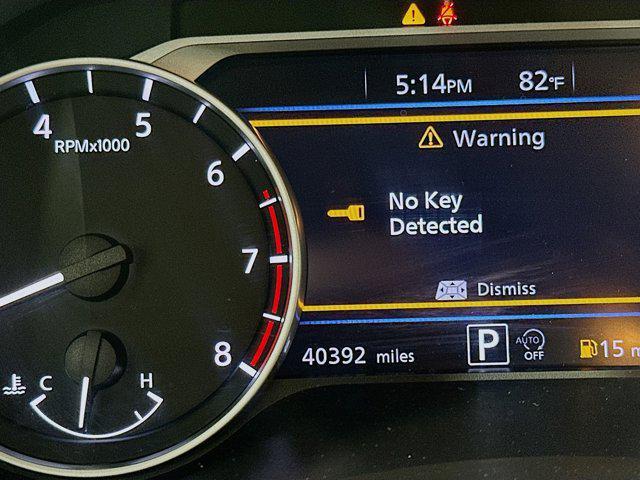 5:14PM 82°F
Warning
No Key
Detected
Dismiss
40392 miles
P
AUTO
OFF
15 m
4
5
6
7
8
RPMx1000
C
H